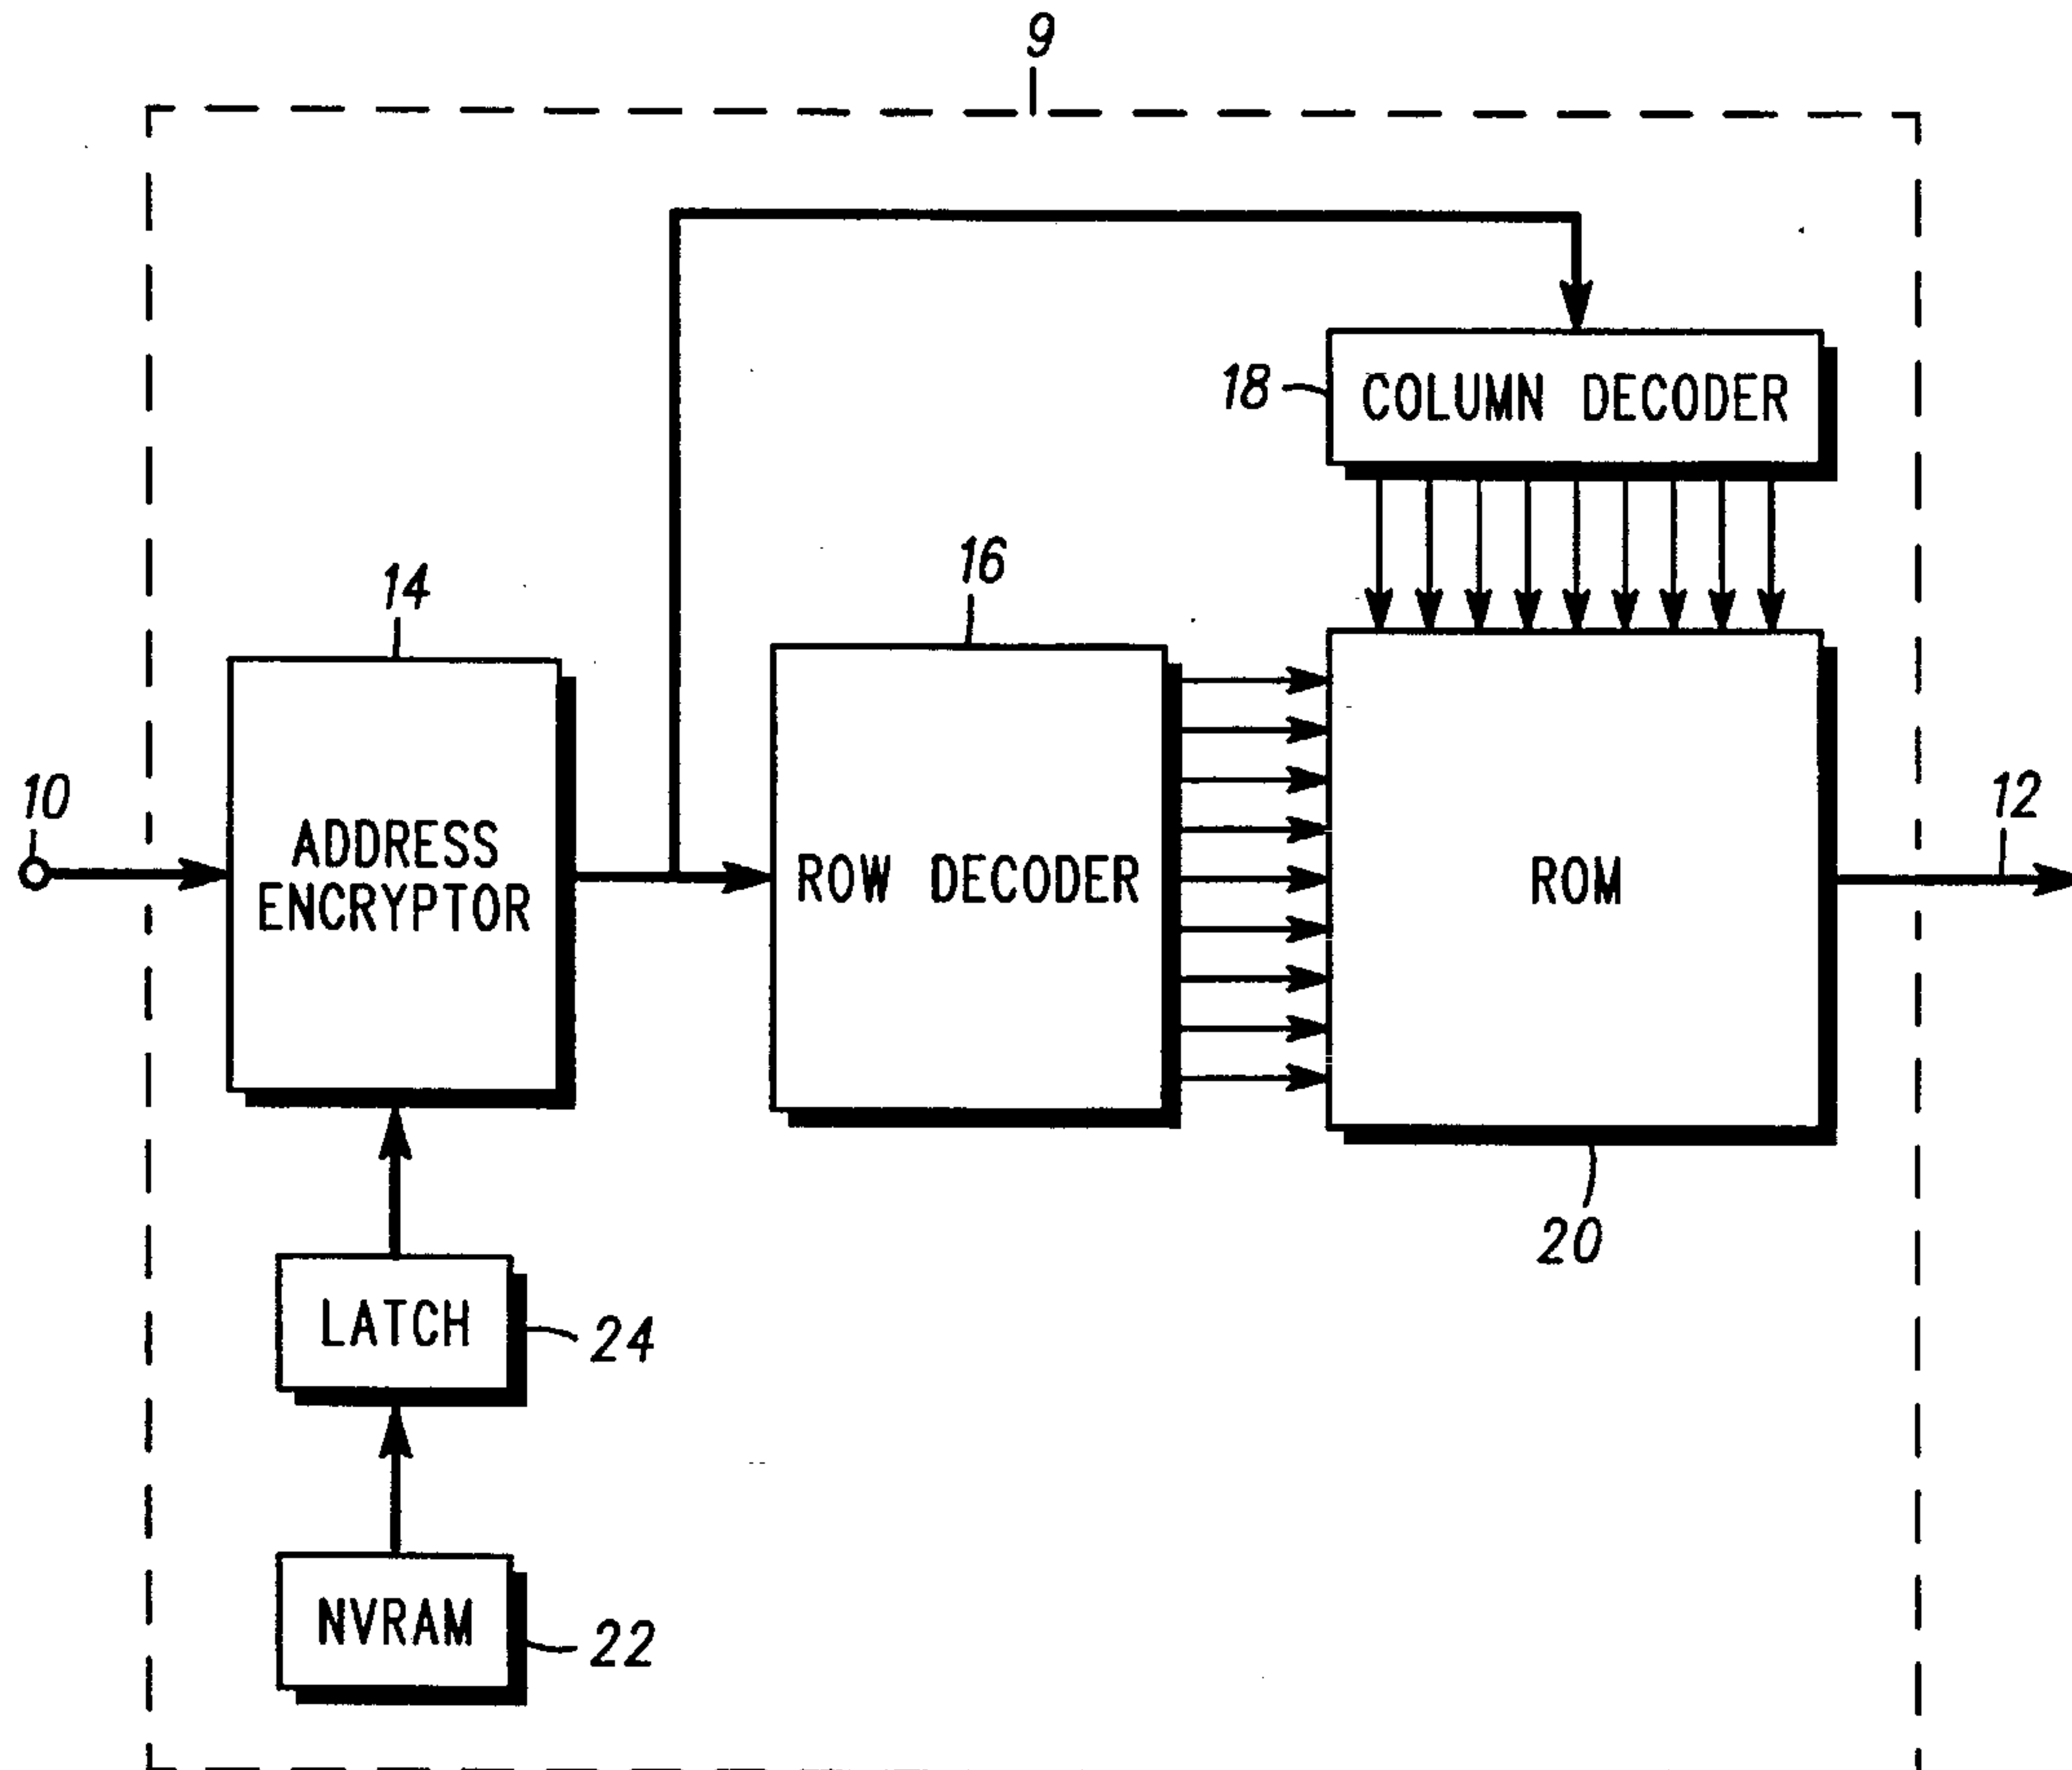 9
18
COLUMN DECODER
16
14
10
ADDRESS
ENCRYPTOR
ROW DECODER
ROM
12
20
LATCH
24
NVRAM
22